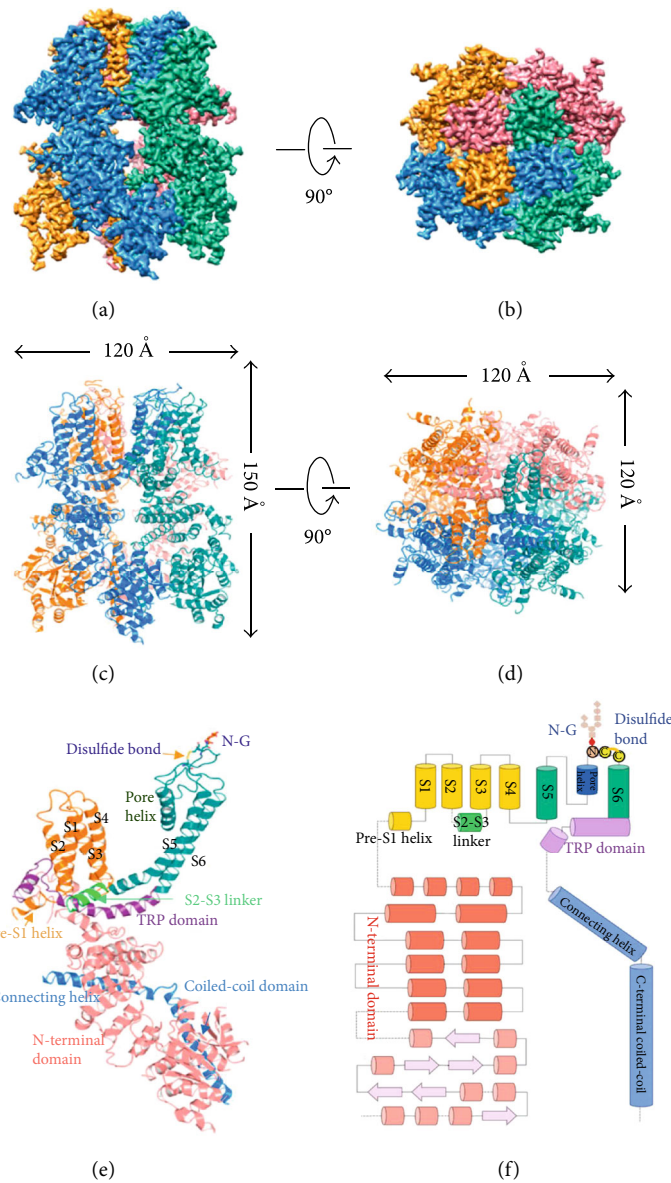 90°
(a)
(b)
120 Å
150 Å
90°
120 Å
120 Å
(c)
(d)
N-G
Disulfide bond
Pore
helix
S4
S1
S2
S3
S5
S6
S2-S3 linker
TRP domain
e-S1 helix
Coiled-coil domain
Connecting helix
N-terminal
domain
(e)
N-G
Disulfide
bond
N
C
C
S1
S2
S3
S4
S5
Pore
helix
S6
Pre-S1 helix
S2-S3
linker
TRP domain
N-terminal domain
Connecting helix
C-terminal coiled-coil
(f)